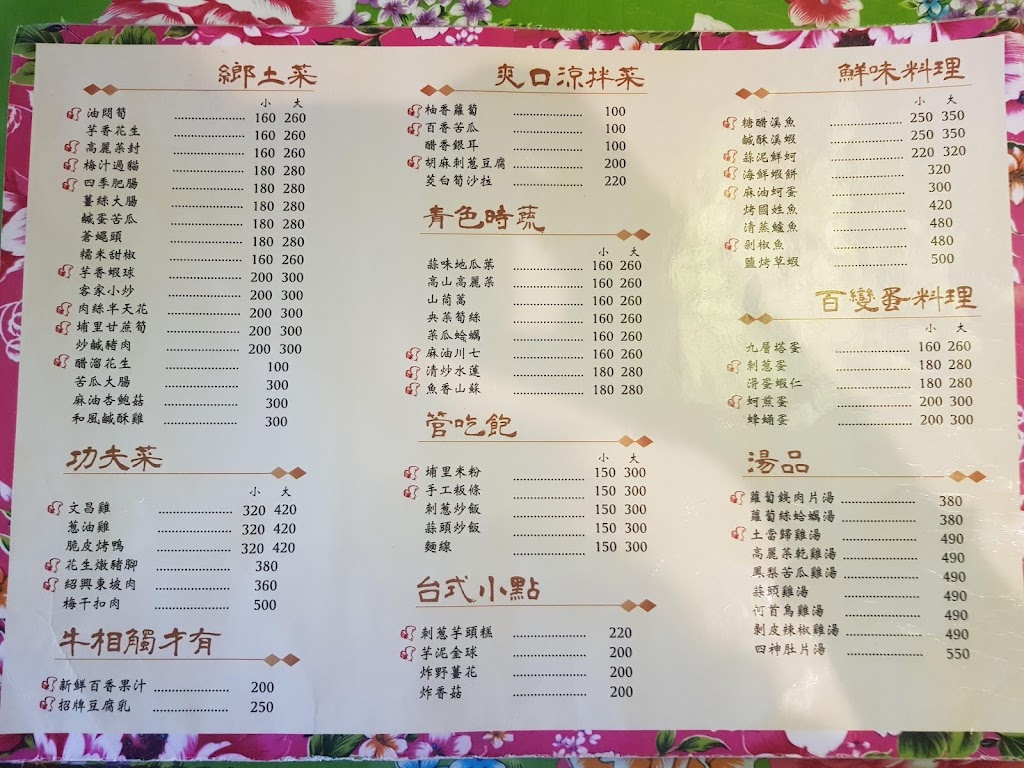 鄉土菜
小 大
油悶筍 160 260
芋香花生 160 260
高麗菜封 160 260
梅汁過貓 180 280
四季肥腸 180 280
薑絲大腸 180 280
鹹蛋苦瓜 180 280
蒼蠅頭 180 280
糯米甜椒 160 260
芋香蝦球 200 300
客家小炒 200 300
肉絲半天花 200 300
埔里甘蔗筍 200 300
炒鹹豬肉 200 300
醋溜花生 100
苦瓜大腸 300
麻油杏鮑菇 300
和風鹹酥雞 300
功夫菜
小 大
文昌雞 320 420
蔥油雞 320 420
脆皮烤鴨 320 420
花生燉豬腳 380
紹興東坡肉 360
梅干扣肉 500
牛相觸才有
新鮮百香果汁 200
招牌豆腐乳 250
爽口涼拌菜
柚香蘿蔔 100
百香苦瓜 100
醋香銀耳 100
胡麻刺蔥豆腐 200
茭白筍沙拉 220
青色時蔬
小 大
蒜味地瓜葉 160 260
高山高麗菜 160 260
山茼蒿 160 260
央菜筍絲 160 260
菜瓜蛤蠣 160 260
麻油川七 160 260
清炒水蓮 180 280
魚香山蘇 180 280
管吃飽
小 大
埔里米粉 150 300
手工粄條 150 300
刺蔥炒飯 150 300
蒜頭炒飯 150 300
麵線 150 300
台式小點
刺蔥芋頭糕 220
芋泥金球 200
炸野薑花 200
炸香菇 200
鮮味料理
小 大
糖醋溪魚 250 350
鹹酥溪蝦 250 350
蒜泥鮮蚵 220 320
海鮮蝦餅 320
麻油蚵蛋 300
烤國姓魚 420
清蒸鱸魚 480
剁椒魚 480
鹽烤草蝦 500
百變蛋料理
小 大
九層塔蛋 160 260
刺蔥蛋 180 280
滑蛋蝦仁 180 280
蚵煎蛋 200 300
蜂蛹蛋 200 300
湯品
蘿蔔錢肉片湯 380
蘿蔔絲蛤蠣湯 380
土當歸雞湯 490
高麗菜乾雞湯 490
鳳梨苦瓜雞湯 490
蒜頭雞湯 490
何首烏雞湯 490
剝皮辣椒雞湯 490
四神肚片湯 550